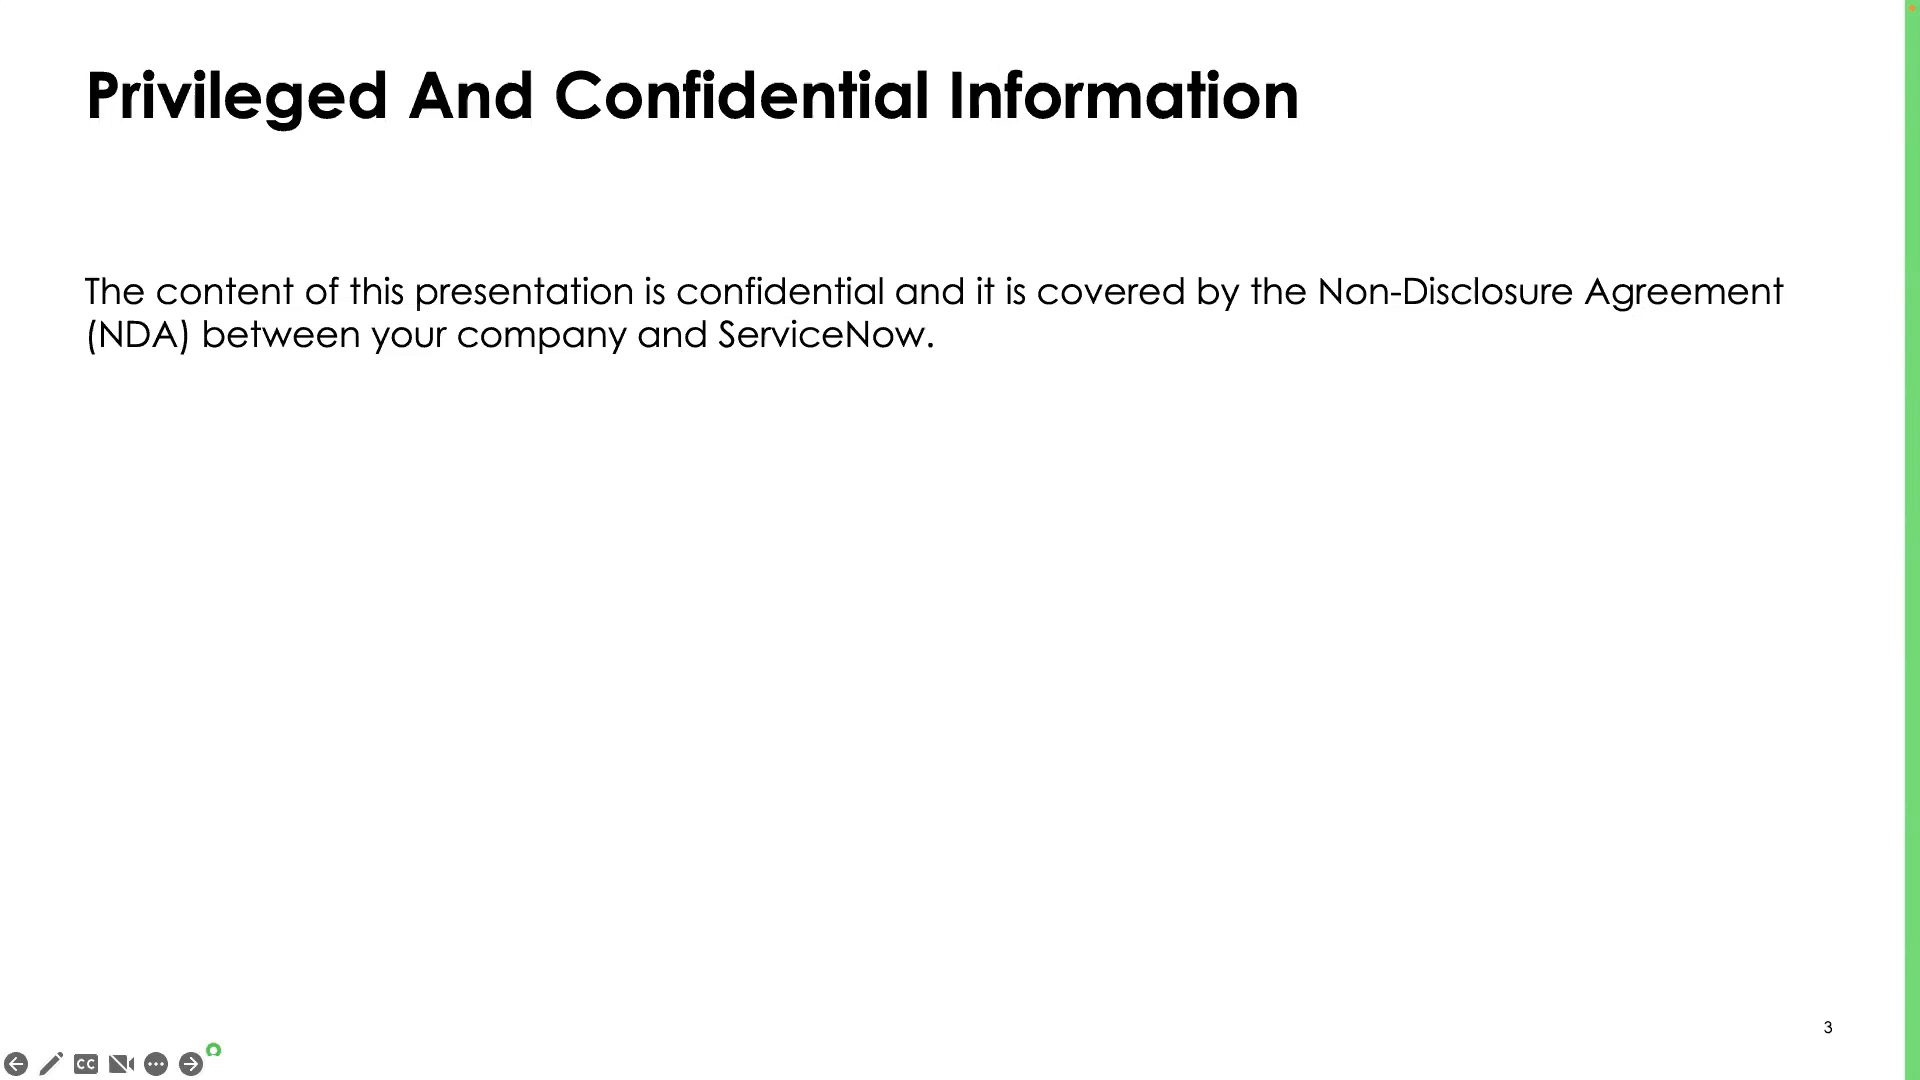 Privileged And Confidential Information
The content of this presentation is confidential and it is covered by the Non-Disclosure Agreement
(NDA) between your company and ServiceNow.
3
CC